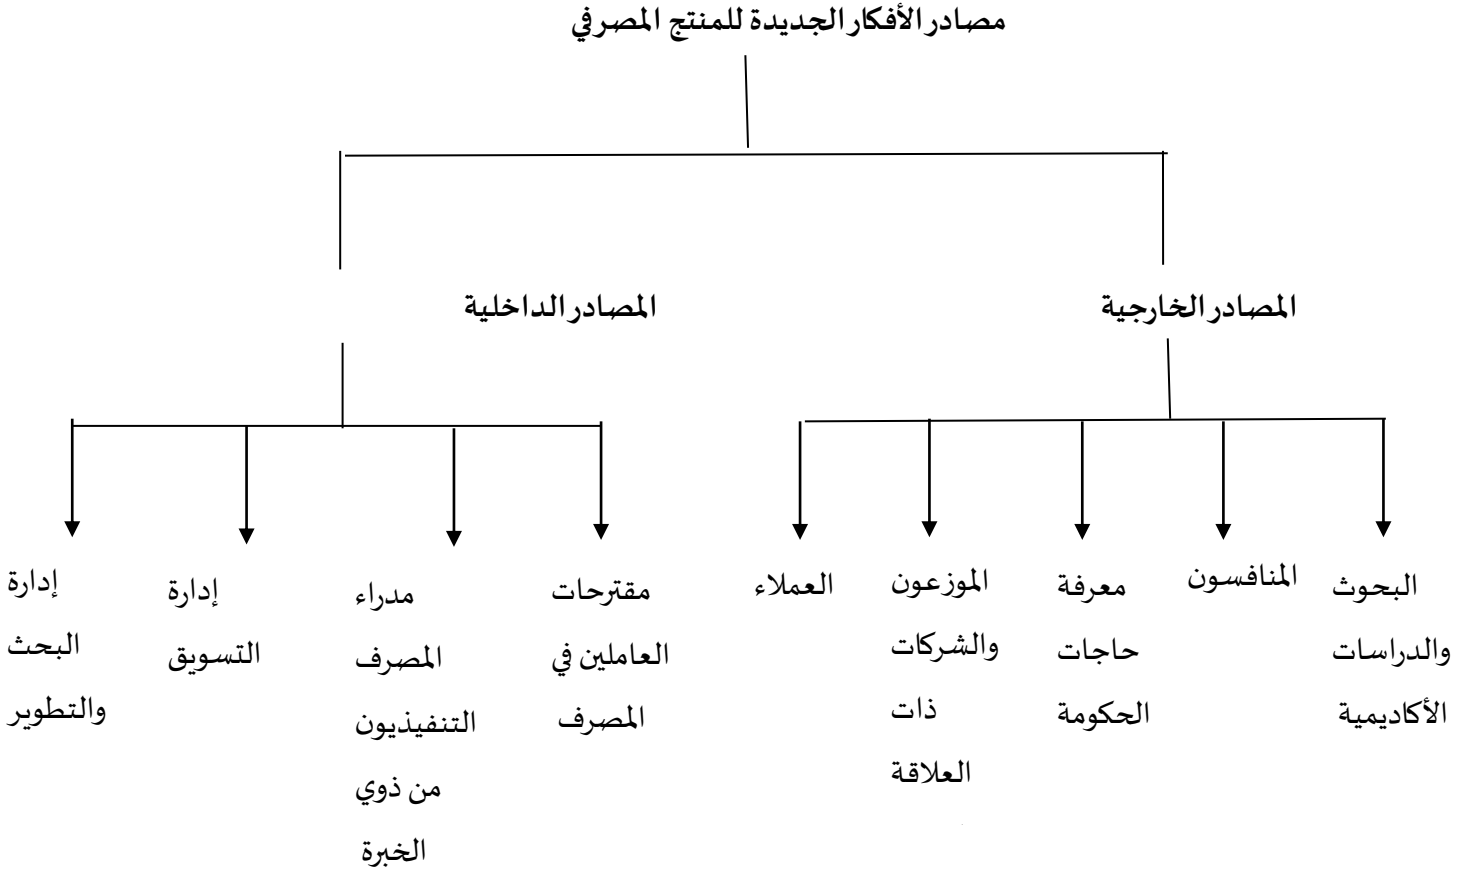 مصادر الأفكار الجديدة للمنتج المصرفي
المصادر الخارجية
المصادر الداخلية
البحوث
والدراسات
الأكاديمية
المنافسون
معرفة
حاجات
الحكومة
الموزعون
والشركات
ذات
العلاقة
العملاء
مقترحات
العاملين في
المصرف
مدراء
المصرف
التنفيذيون
من ذوي
الخبرة
إدارة
التسويق
إدارة
البحث
والتطوير